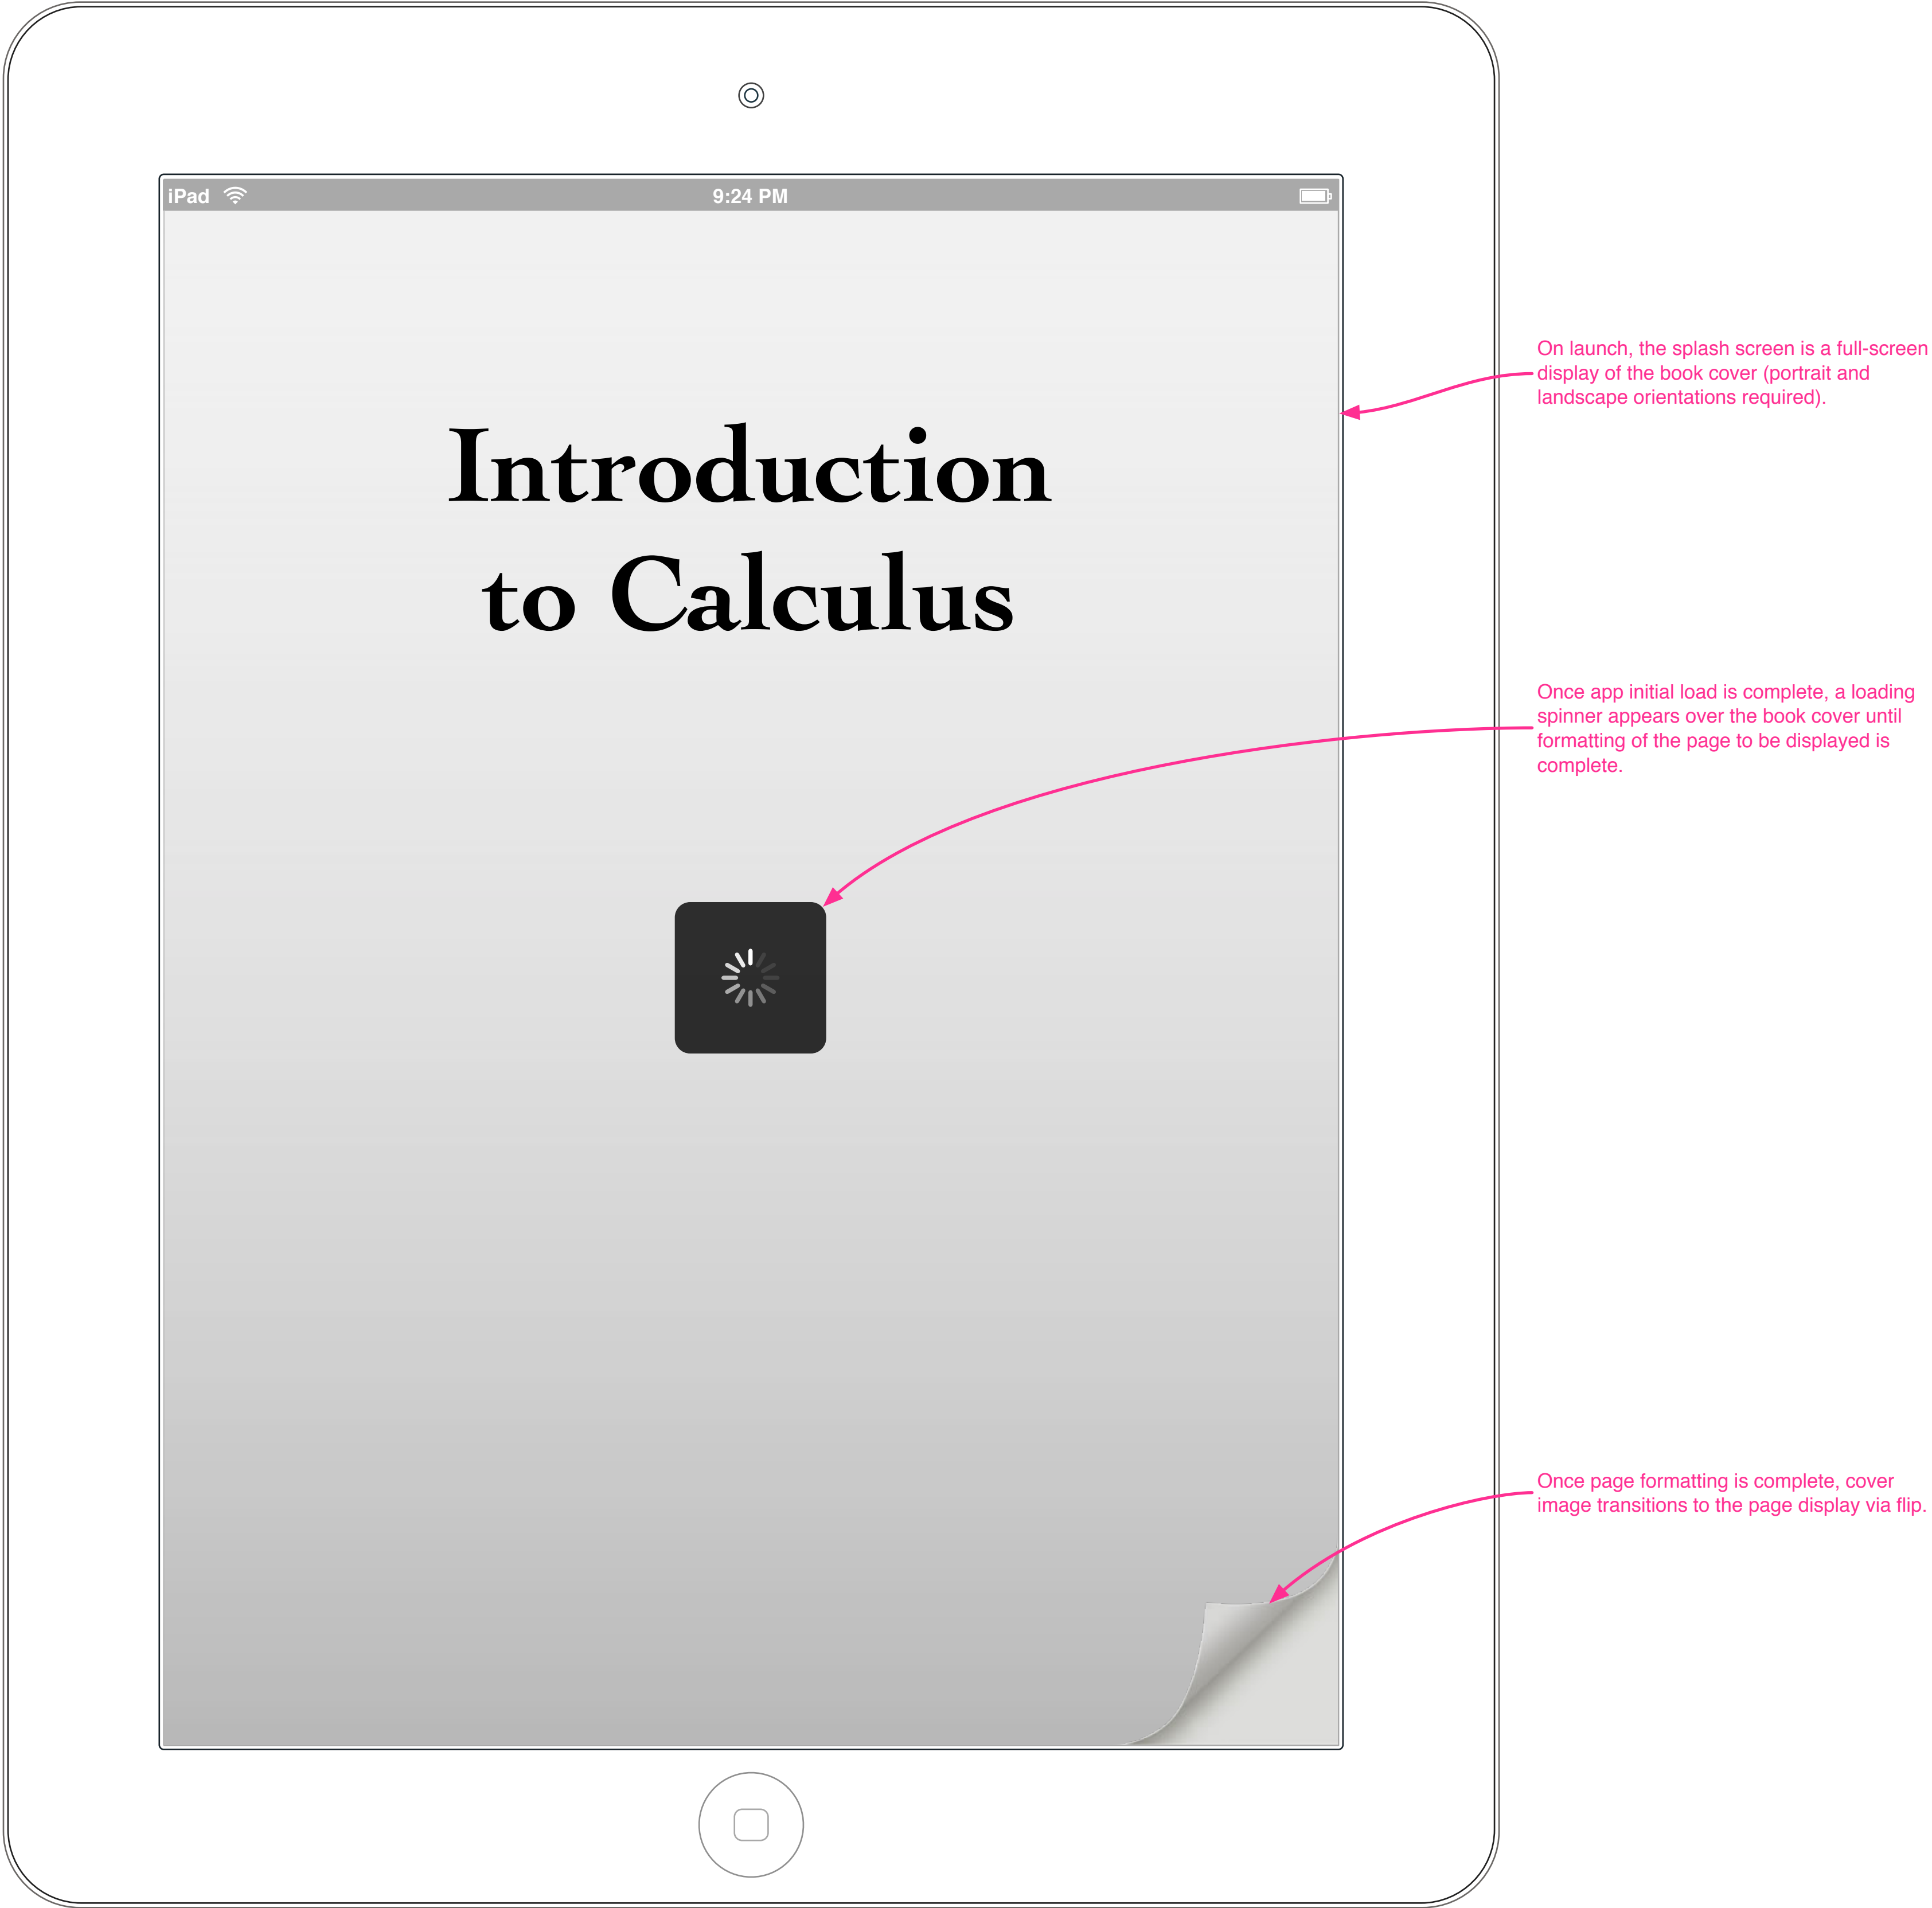 iPad 9:24 PM
Introduction
to Calculus
On launch, the splash screen is a full-screen
display of the book cover (portrait and
landscape orientations required).
Once app initial load is complete, a loading
spinner appears over the book cover until
formatting of the page to be displayed is
complete.
Once page formatting is complete, cover
image transitions to the page display via flip.